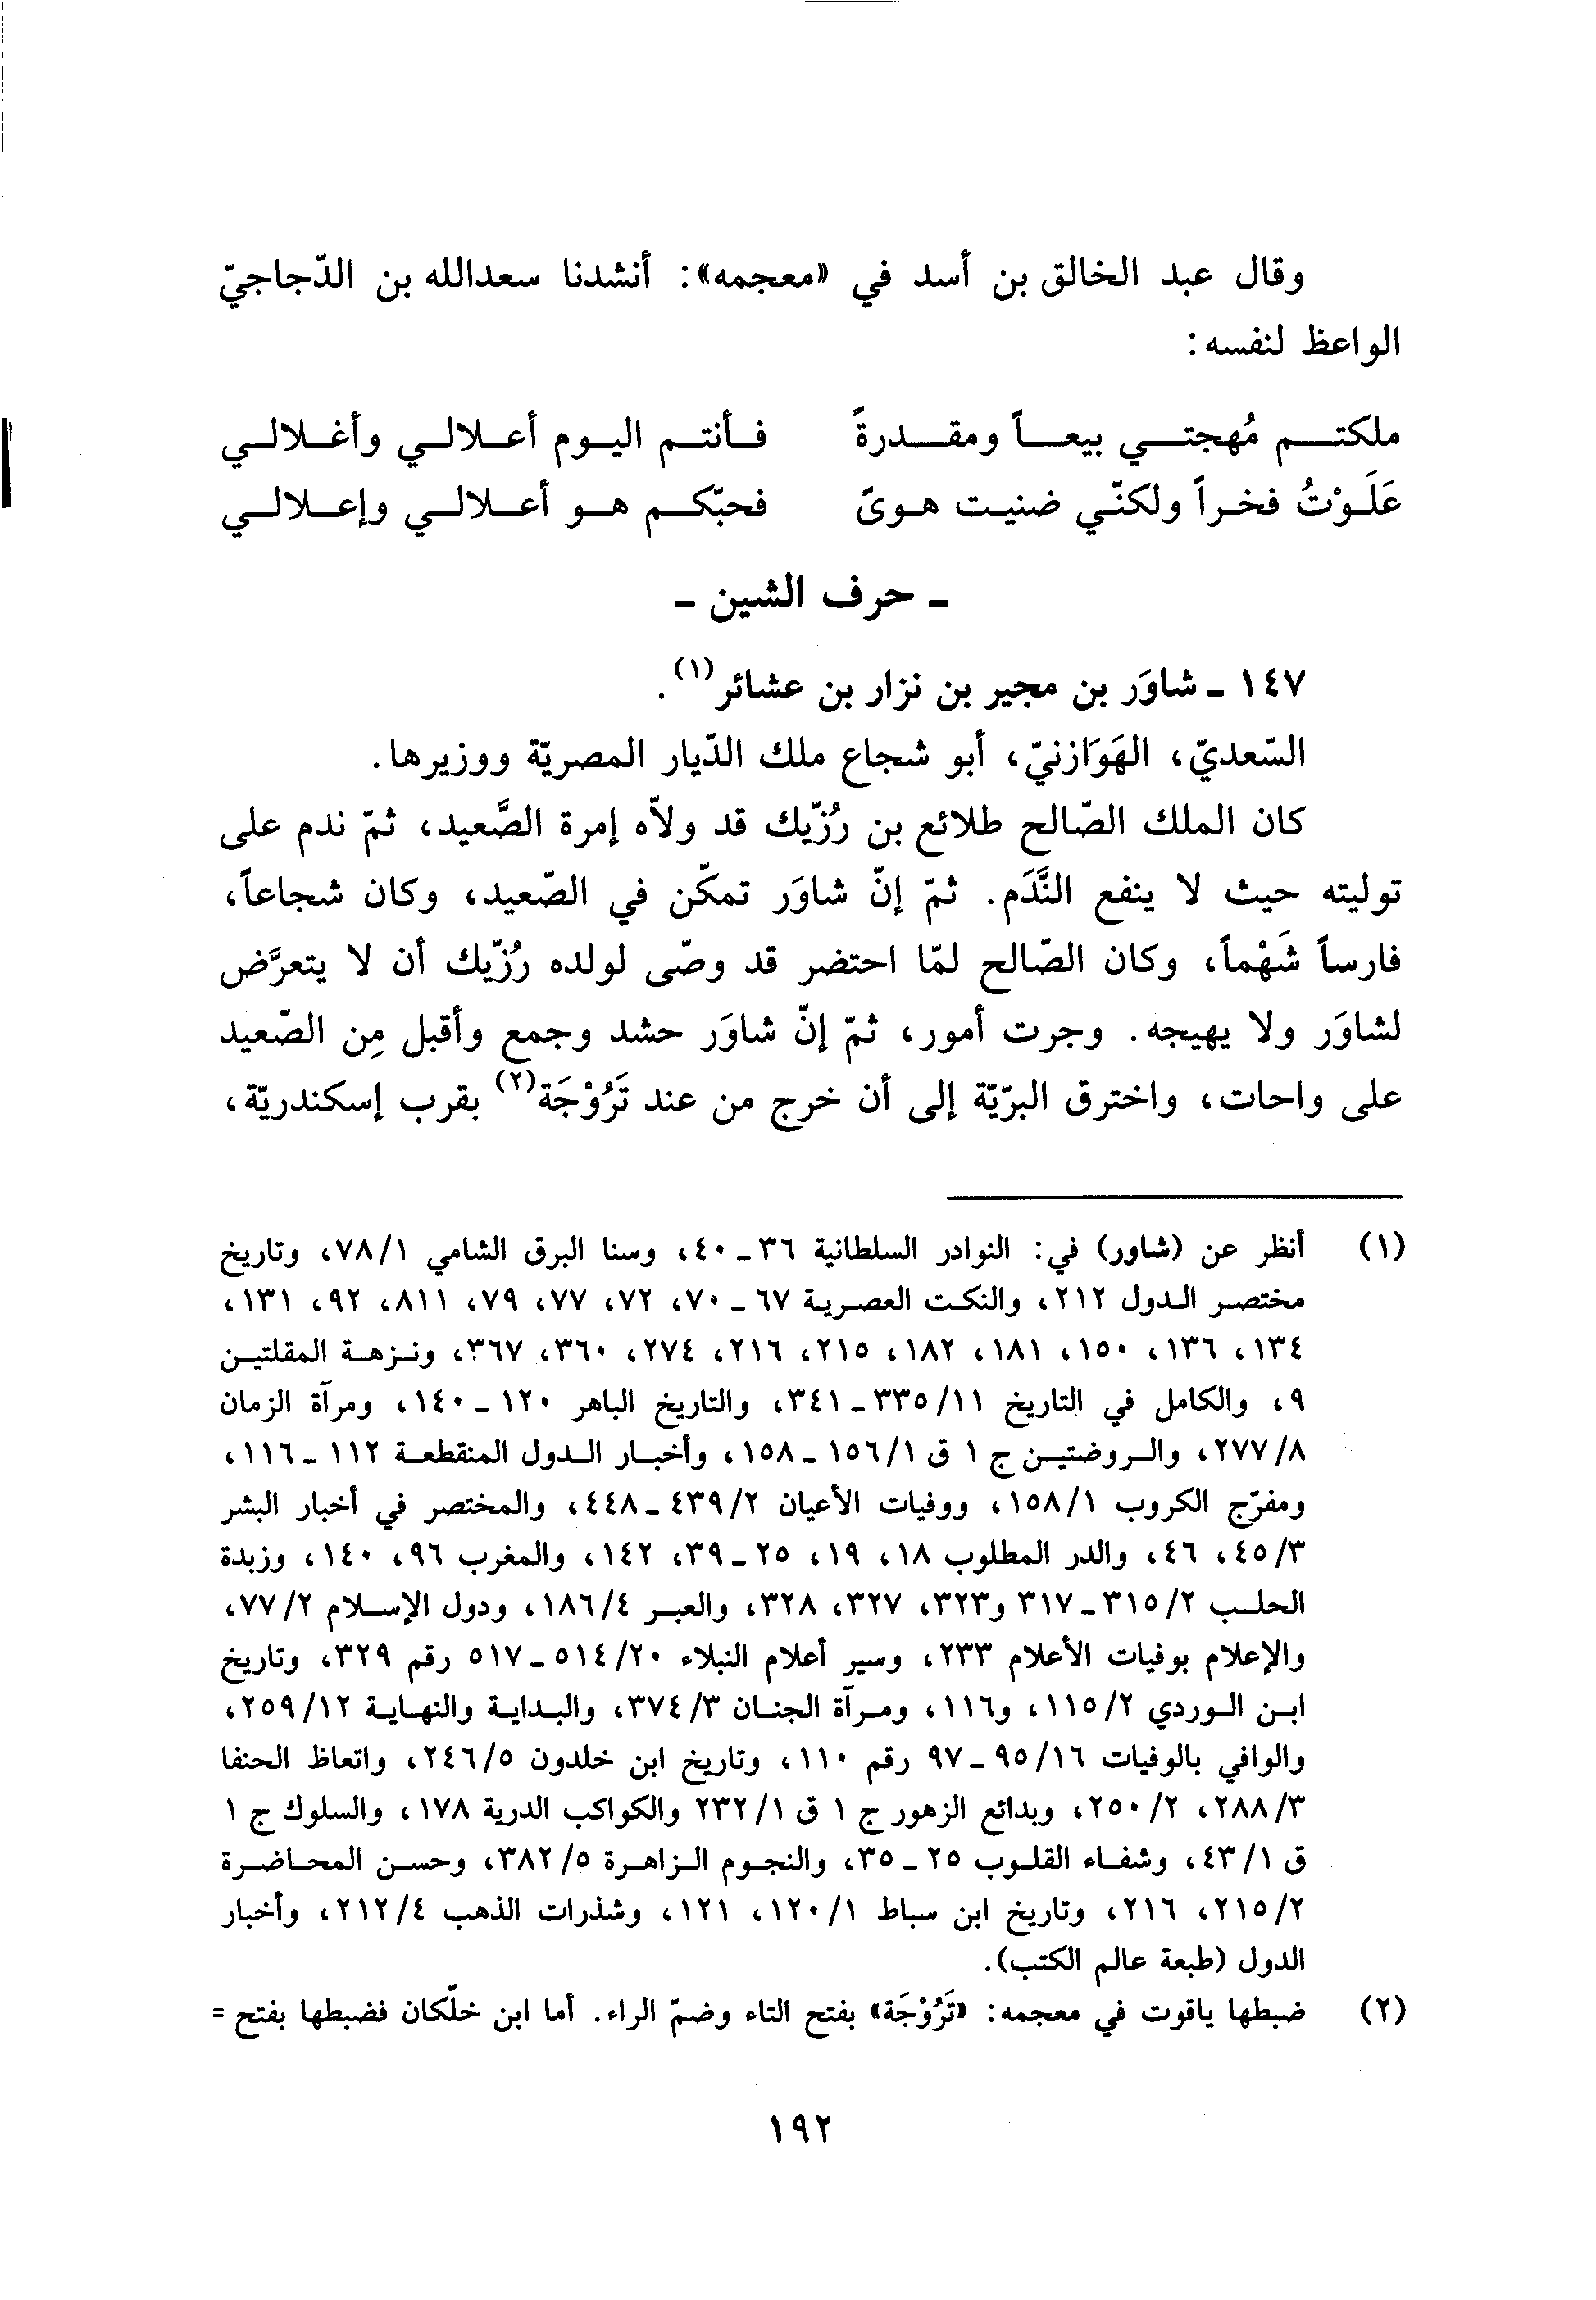 وقال عبد الخالق بن أسد في «معجمه»: أنشدنا سعدالله بن الدّجاجيّ
الواعظ لنفسه:
ملكتم مُهجتي بيعاً ومقدرةً فأنتم اليوم أعلالي وأغلالي
عَلَوْتُ فخراً ولكنّي ضنيت هوىً فحبّكم هو أعلالي وإعلالي
ـ حرف الشين ـ
١٤٧ ـ شاوَر بن مجير بن نزار بن عشائر(١).
السّعديّ، الهَوَازنيّ، أبو شجاع ملك الدّيار المصريّة ووزيرها.
كان الملك الصّالح طلائع بن رُزّيك قد ولاّه إمرة الصَّعيد، ثمّ ندم على
توليته حيث لا ينفع النَّدَم. ثمّ إنّ شاوَر تمكّن في الصّعيد، وكان شجاعاً،
فارساً شَهْماً، وكان الصّالح لمّا احتضر قد وصّى لولده رُزّيك أن لا يتعرَّض
لشاوَر ولا يهيجه. وجرت أمور، ثمّ إنّ شاوَر حشد وجمع وأقبل مِن الصّعيد
على واحات، واخترق البرّيّة إلى أن خرج من عند تَرُوْجَة(٢) بقرب إسكندريّة،
(١) أنظر عن (شاور) في: النوادر السلطانية ٣٦ ـ ٤٠، وسنا البرق الشامي ٧٨/١، وتاريخ
مختصر الدول ٢١٢، والنكت العصرية ٦٧ ـ ٧٠، ٧٢، ٧٧، ٧٩، ٨١١، ٩٢، ١٣١،
١٣٤، ١٣٦، ١٥٠، ١٨١، ١٨٢، ٢١٥، ٢١٦، ٢٧٤، ٣٦٠، ٣٦٧، ونزهة المقلتين
٩، والكامل في التاريخ ٣٣٥/١١ ـ ٣٤١، والتاريخ الباهر ١٢٠ ـ ١٤٠، ومرآة الزمان
٢٧٧/٨، والروضتين ج ١ ق ١٥٦/١ ـ ١٥٨، وأخبار الدول المنقطعة ١١٢ ـ ١١٦،
ومفرّج الكروب ١٥٨/١، ووفيات الأعيان ٤٣٩/٢ ـ ٤٤٨، والمختصر في أخبار البشر
٤٥/٣، ٤٦، والدر المطلوب ١٨، ١٩، ٢٥ ـ ٣٩، ١٤٢، والمغرب ٩٦، ١٤٠، وزبدة
الحلب ٣١٥/٢ ـ ٣١٧ و٣٢٣، ٣٢٧، ٣٢٨، والعبر ١٨٦/٤، ودول الإسلام ٧٧/٢،
والإعلام بوفيات الأعلام ٢٣٣، وسير أعلام النبلاء ٥١٤/٢٠ ـ ٥١٧ رقم ٣٢٩، وتاريخ
ابن الوردي ١١٥/٢، و١١٦، ومرآة الجنان ٣٧٤/٣، والبداية والنهاية ٢٥٩/١٢،
والوافي بالوفيات ٩٥/١٦ ـ ٩٧ رقم ١١٠، وتاريخ ابن خلدون ٢٤٦/٥، واتعاظ الحنفا
٢٨٨/٣، ٢٥٠/٢، وبدائع الزهور ج ١ ق ٢٣٢/١ والكواكب الدرية ١٧٨، والسلوك ج ١
ق ٤٣/١، وشفاء القلوب ٢٥ ـ ٣٥، والنجوم الزاهرة ٣٨٢/٥، وحسن المحاضرة
٢١٥/٢، ٢١٦، وتاريخ ابن سباط ١٢٠/١، ١٢١، وشذرات الذهب ٢١٢/٤، وأخبار
الدول (طبعة عالم الكتب).
(٢) ضبطها ياقوت في معجمه: «تَرُوْجَة» بفتح التاء وضمّ الراء. أما ابن خلّكان فضبطها بفتح =
١٩٢